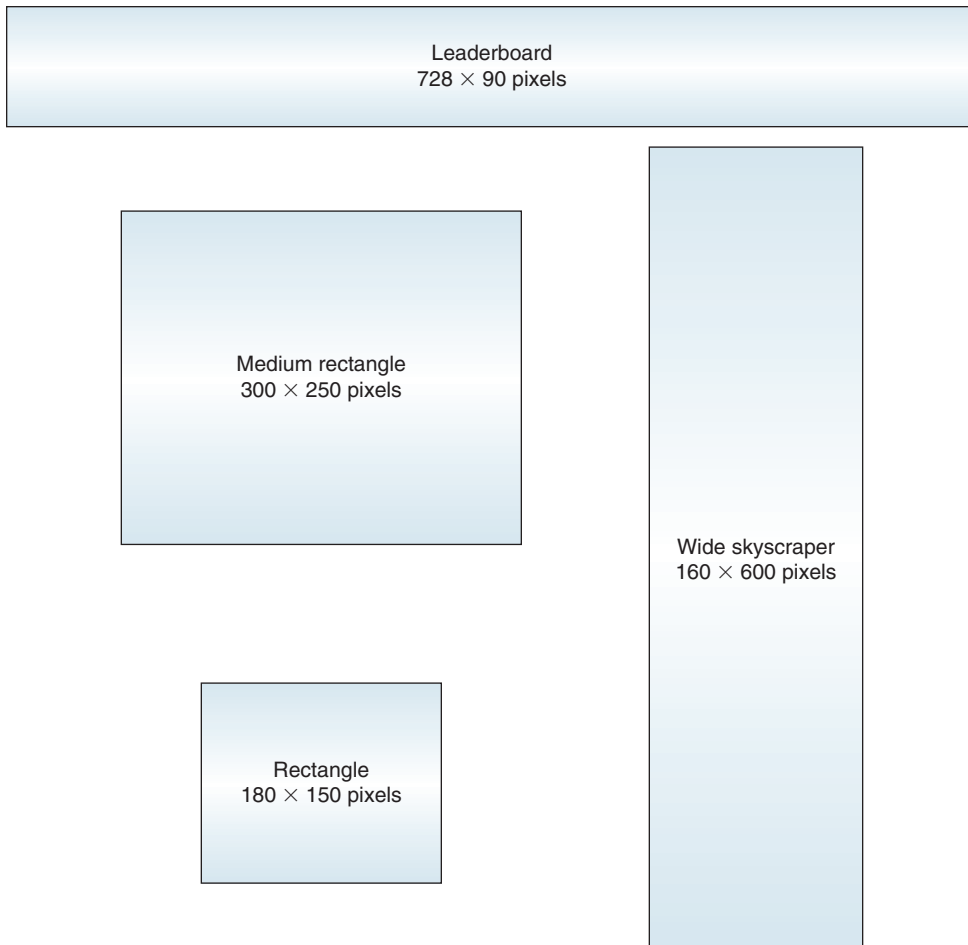 Leaderboard
728 × 90 pixels
Medium rectangle
300 × 250 pixels
Wide skyscraper
160 × 600 pixels
Rectangle
180 × 150 pixels